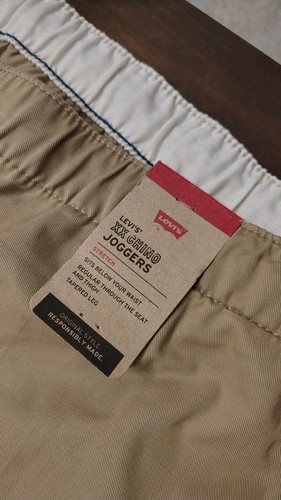 Levi's
LEVI'S®
XX CHINO
JOGGERS
STRETCH
SITS BELOW YOUR WAIST
REGULAR THROUGH THE SEAT
AND THIGH
TAPERED LEG
ORIGINAL STYLE.
RESPONSIBLY MADE.